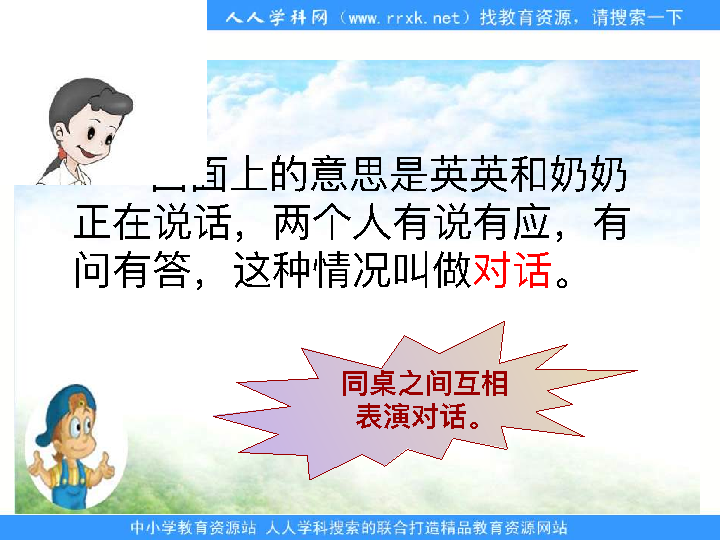 人人学科网（www.rrxk.net）找教育资源，请搜索一下
画面上的意思是英英和奶奶
正在说话，两个人有说有应，有
问有答，这种情况叫做对话。
同桌之间互相
表演对话。
中小学教育资源站 人人学科搜索的联合打造精品教育资源网站